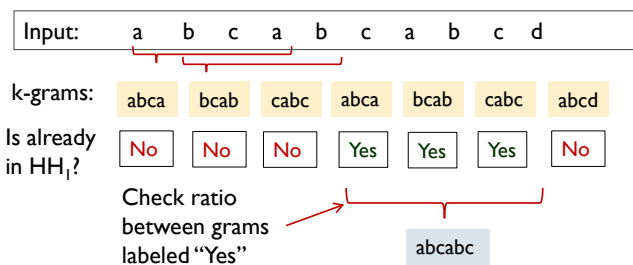 Input: a b c a b c a b c d
k-grams: abca bcab cabc abca bcab cabc abcd
Is already
in HH₁? No No No Yes Yes Yes No
Check ratio
between grams
labeled “Yes”
abcabc